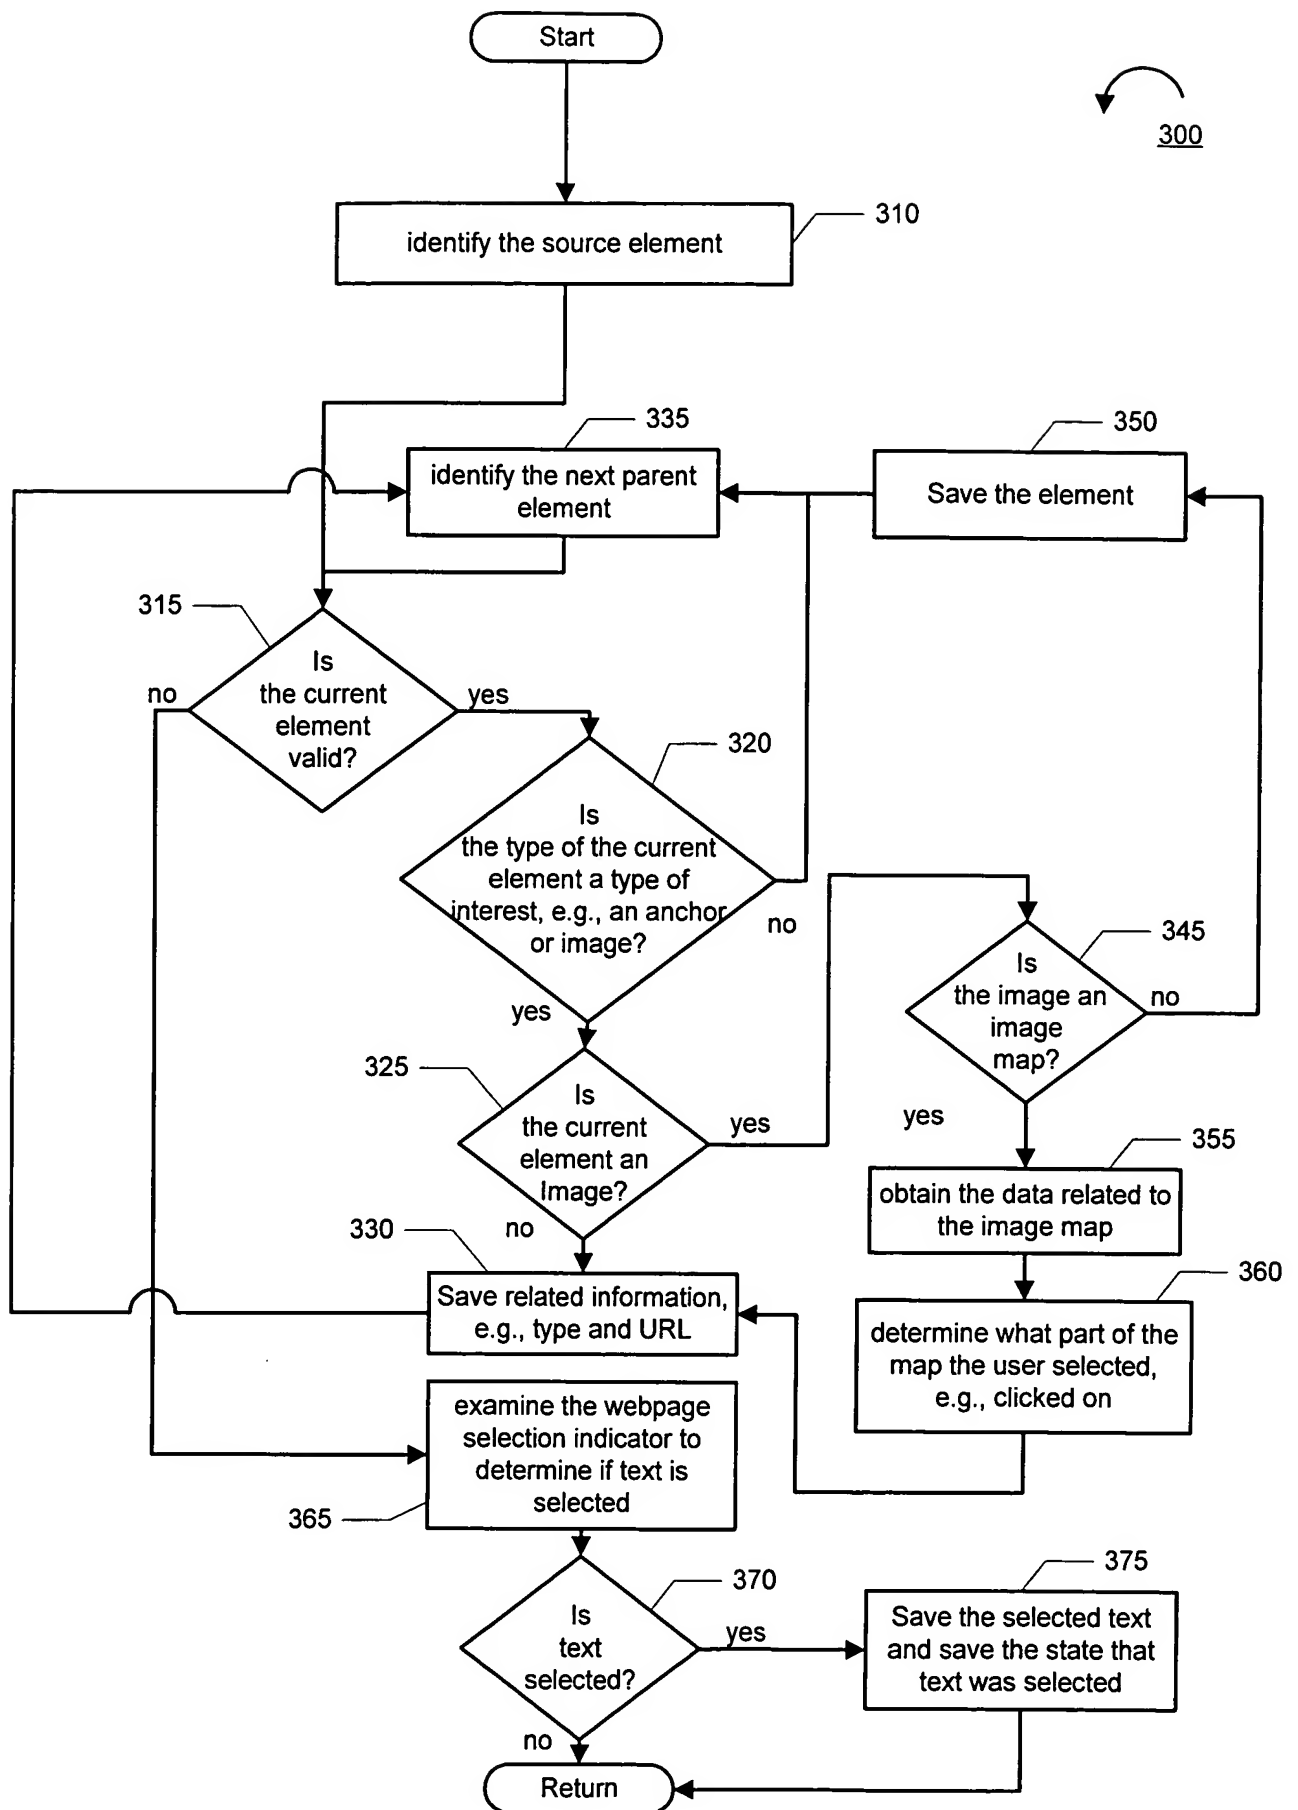 Start
300
310
identify the source element
335
identify the next parent
element
350
Save the element
315
Is
the current
element
valid?
no
yes
320
Is
the type of the current
element a type of
interest, e.g., an anchor
or image?
no
yes
345
Is
the image an
image
map?
no
yes
325
Is
the current
element an
Image?
yes
no
355
obtain the data related to
the image map
330
Save related information,
e.g., type and URL
360
determine what part of the
map the user selected,
e.g., clicked on
examine the webpage
selection indicator to
determine if text is
selected
365
370
Is
text
selected?
yes
no
375
Save the selected text
and save the state that
text was selected
Return